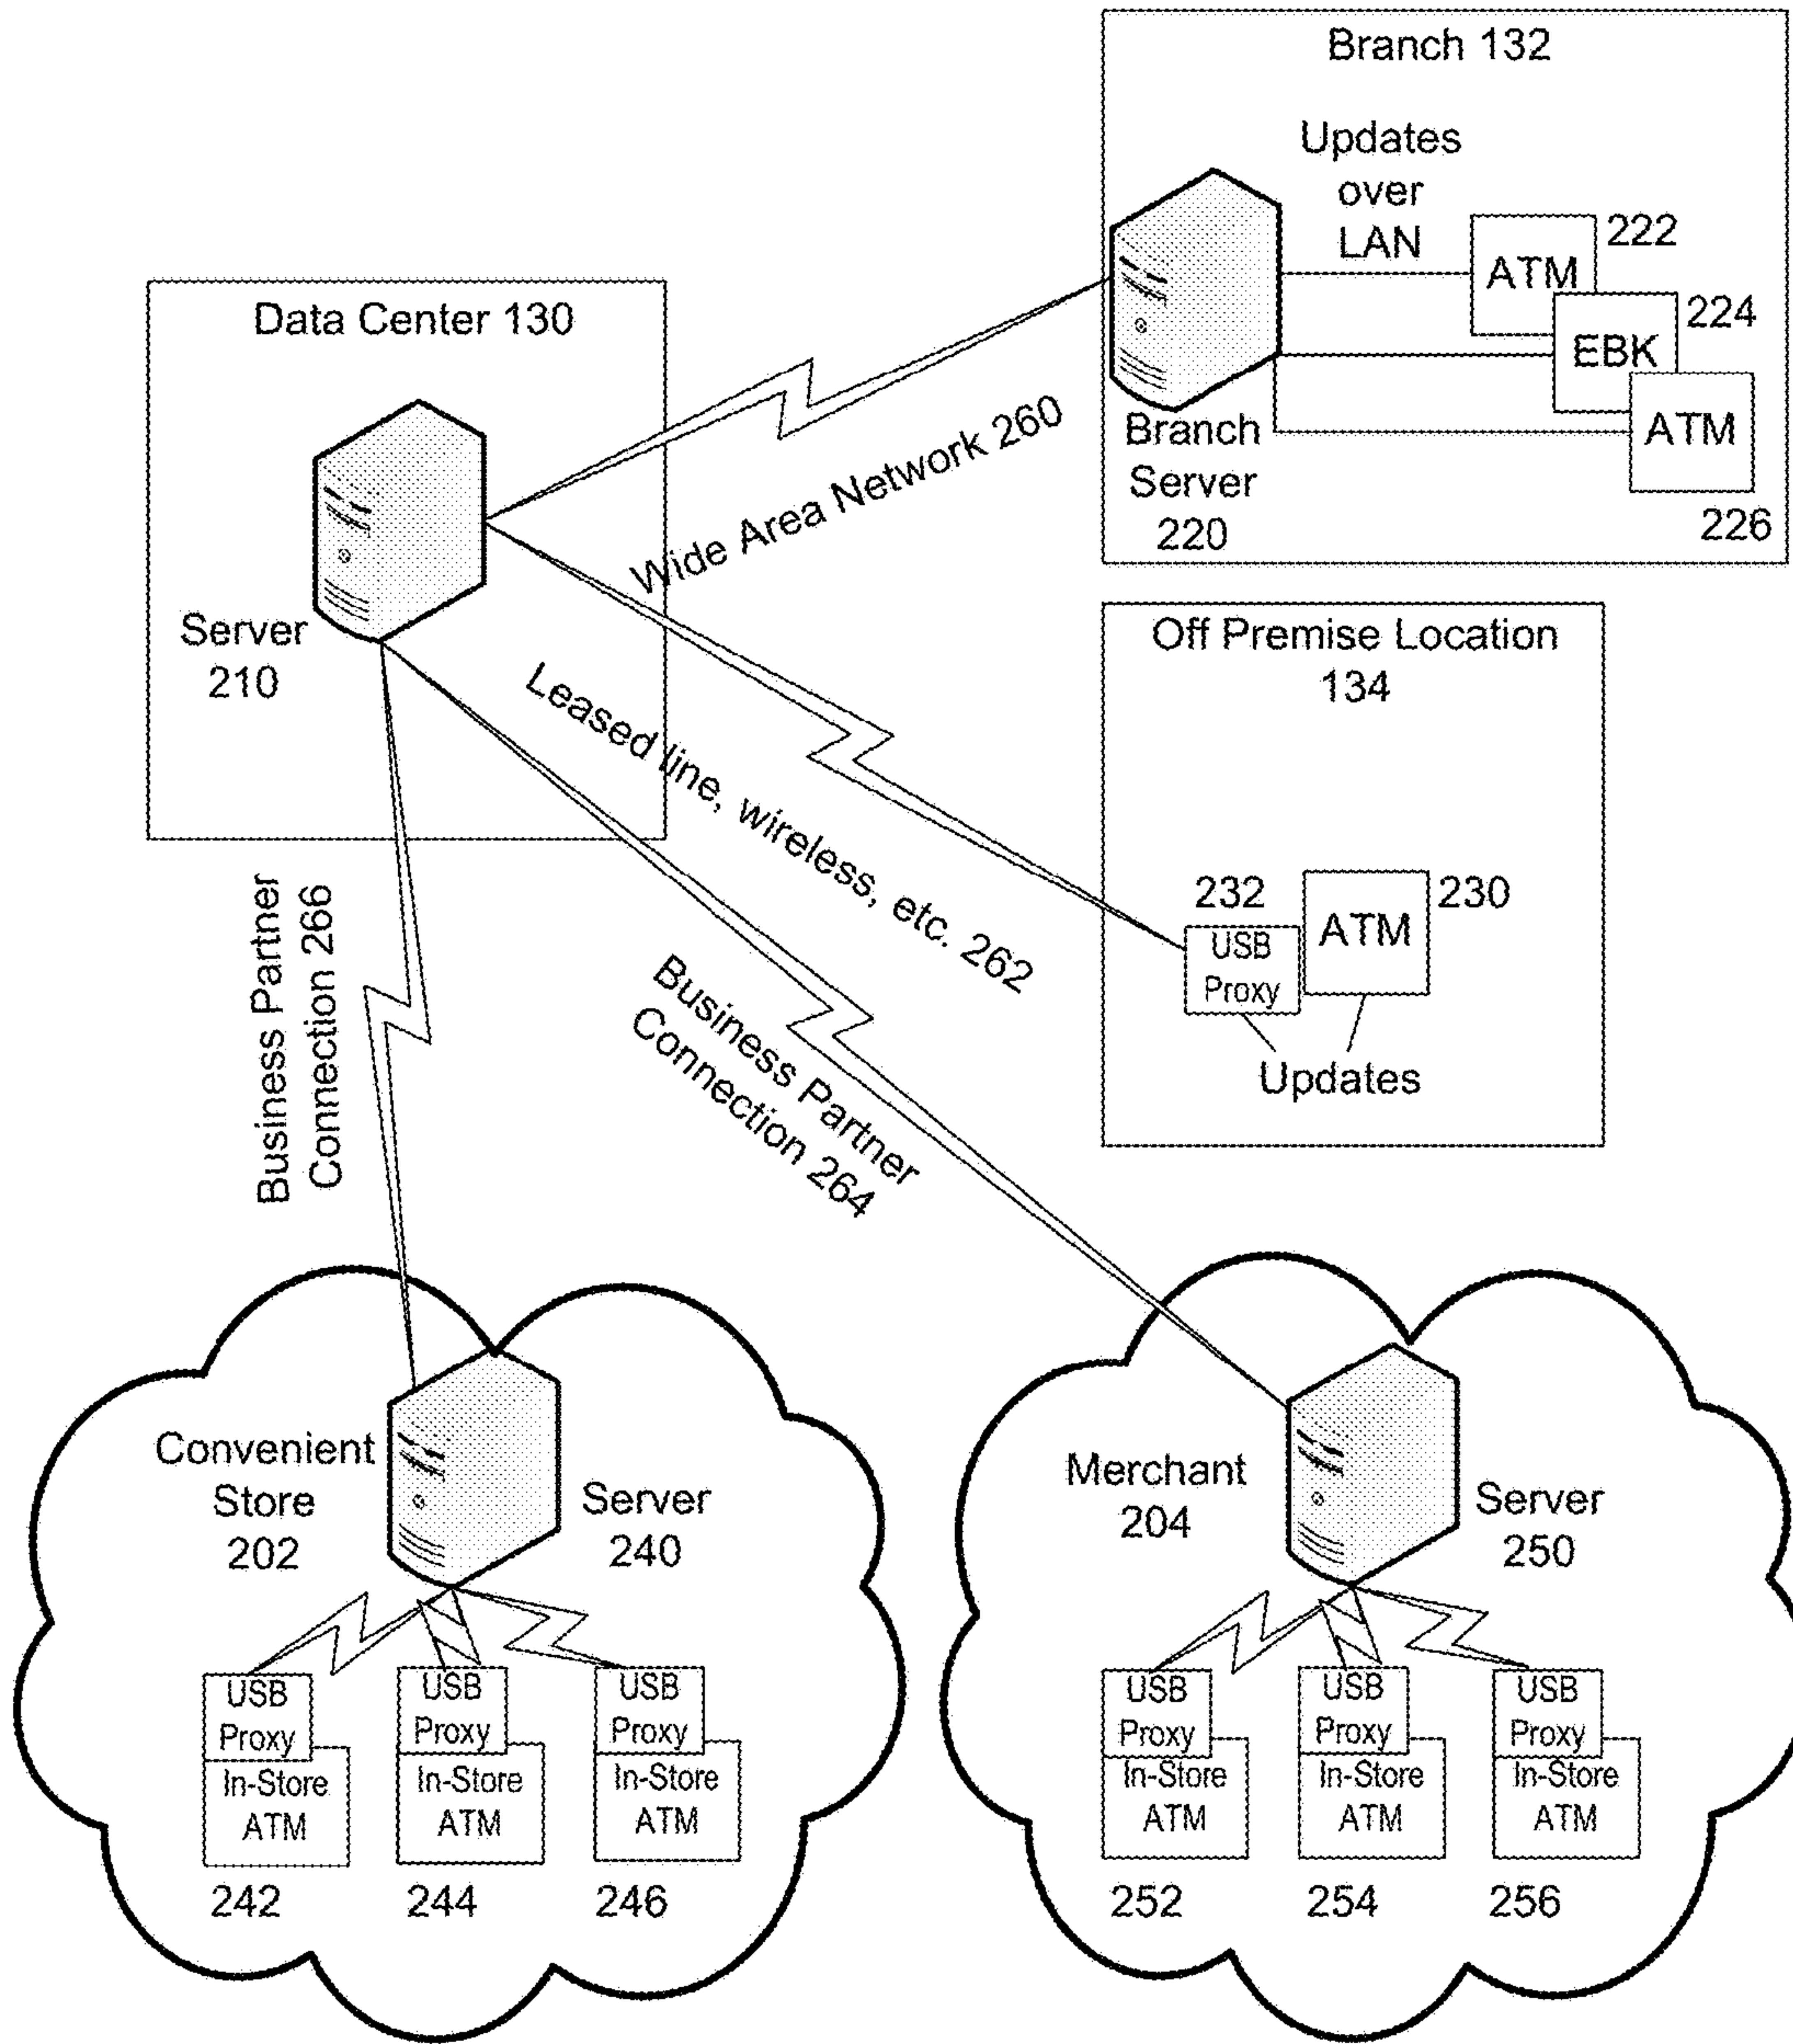 Branch 132
Updates
over
LAN
222
ATM
224
EBK
ATM
226
Branch
Server
220
Data Center 130
Server
210
Wide Area Network 260
Off Premise Location
134
Leased line, wireless, etc. 262
232
230
USB
Proxy
ATM
Updates
Business Partner
Connection 266
Business Partner
Connection 264
Convenient
Store
202
Server
240
USB
Proxy
In-Store
ATM
242
USB
Proxy
In-Store
ATM
244
USB
Proxy
In-Store
ATM
246
Merchant
204
Server
250
USB
Proxy
In-Store
ATM
252
USB
Proxy
In-Store
ATM
254
USB
Proxy
In-Store
ATM
256